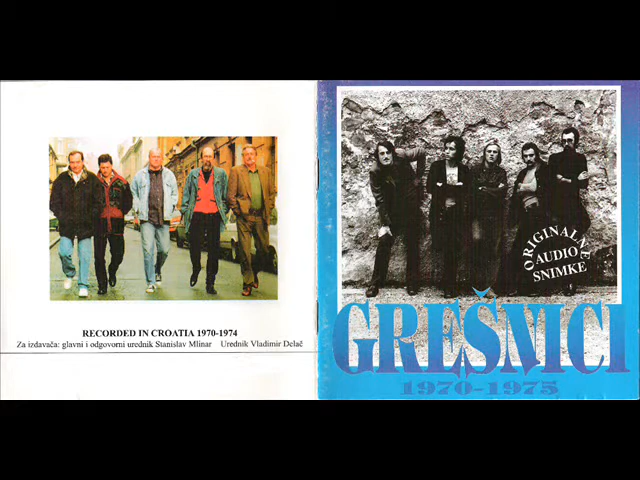 RECORDED IN CROATIA 1970-1974
Za izdavača: glavni i odgovorni urednik Stanislav Mlinar Urednik Vladimir Delač
ORIGINALNE
AUDIO
SNIMKE
GREŠNICI
1970-1975